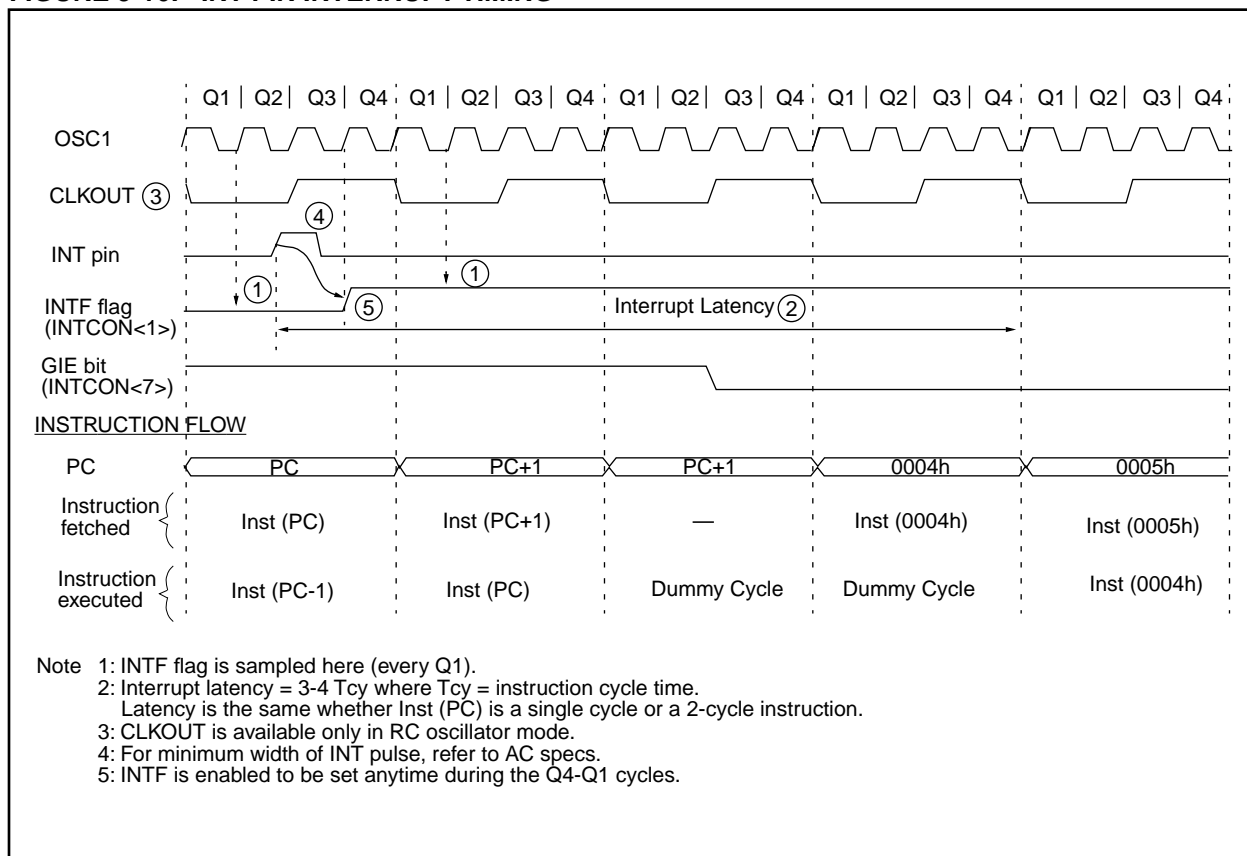 Q1 | Q2 | Q3 | Q4 Q1 | Q2 | Q3 | Q4 Q1 | Q2 | Q3 | Q4 Q1 | Q2 | Q3 | Q4 Q1 | Q2 | Q3 | Q4
OSC1
CLKOUT 3
4
INT pin
1
1
INTF flag
(INTCON<1>)
5
Interrupt Latency 2
GIE bit
(INTCON<7>)
INSTRUCTION FLOW
PC PC PC+1 PC+1 0004h 0005h
Instruction
fetched
Inst (PC) Inst (PC+1) — Inst (0004h) Inst (0005h)
Instruction
executed
Inst (PC-1) Inst (PC) Dummy Cycle Dummy Cycle Inst (0004h)
Note 1: INTF flag is sampled here (every Q1).
2: Interrupt latency = 3-4 Tcy where Tcy = instruction cycle time.
Latency is the same whether Inst (PC) is a single cycle or a 2-cycle instruction.
3: CLKOUT is available only in RC oscillator mode.
4: For minimum width of INT pulse, refer to AC specs.
5: INTF is enabled to be set anytime during the Q4-Q1 cycles.